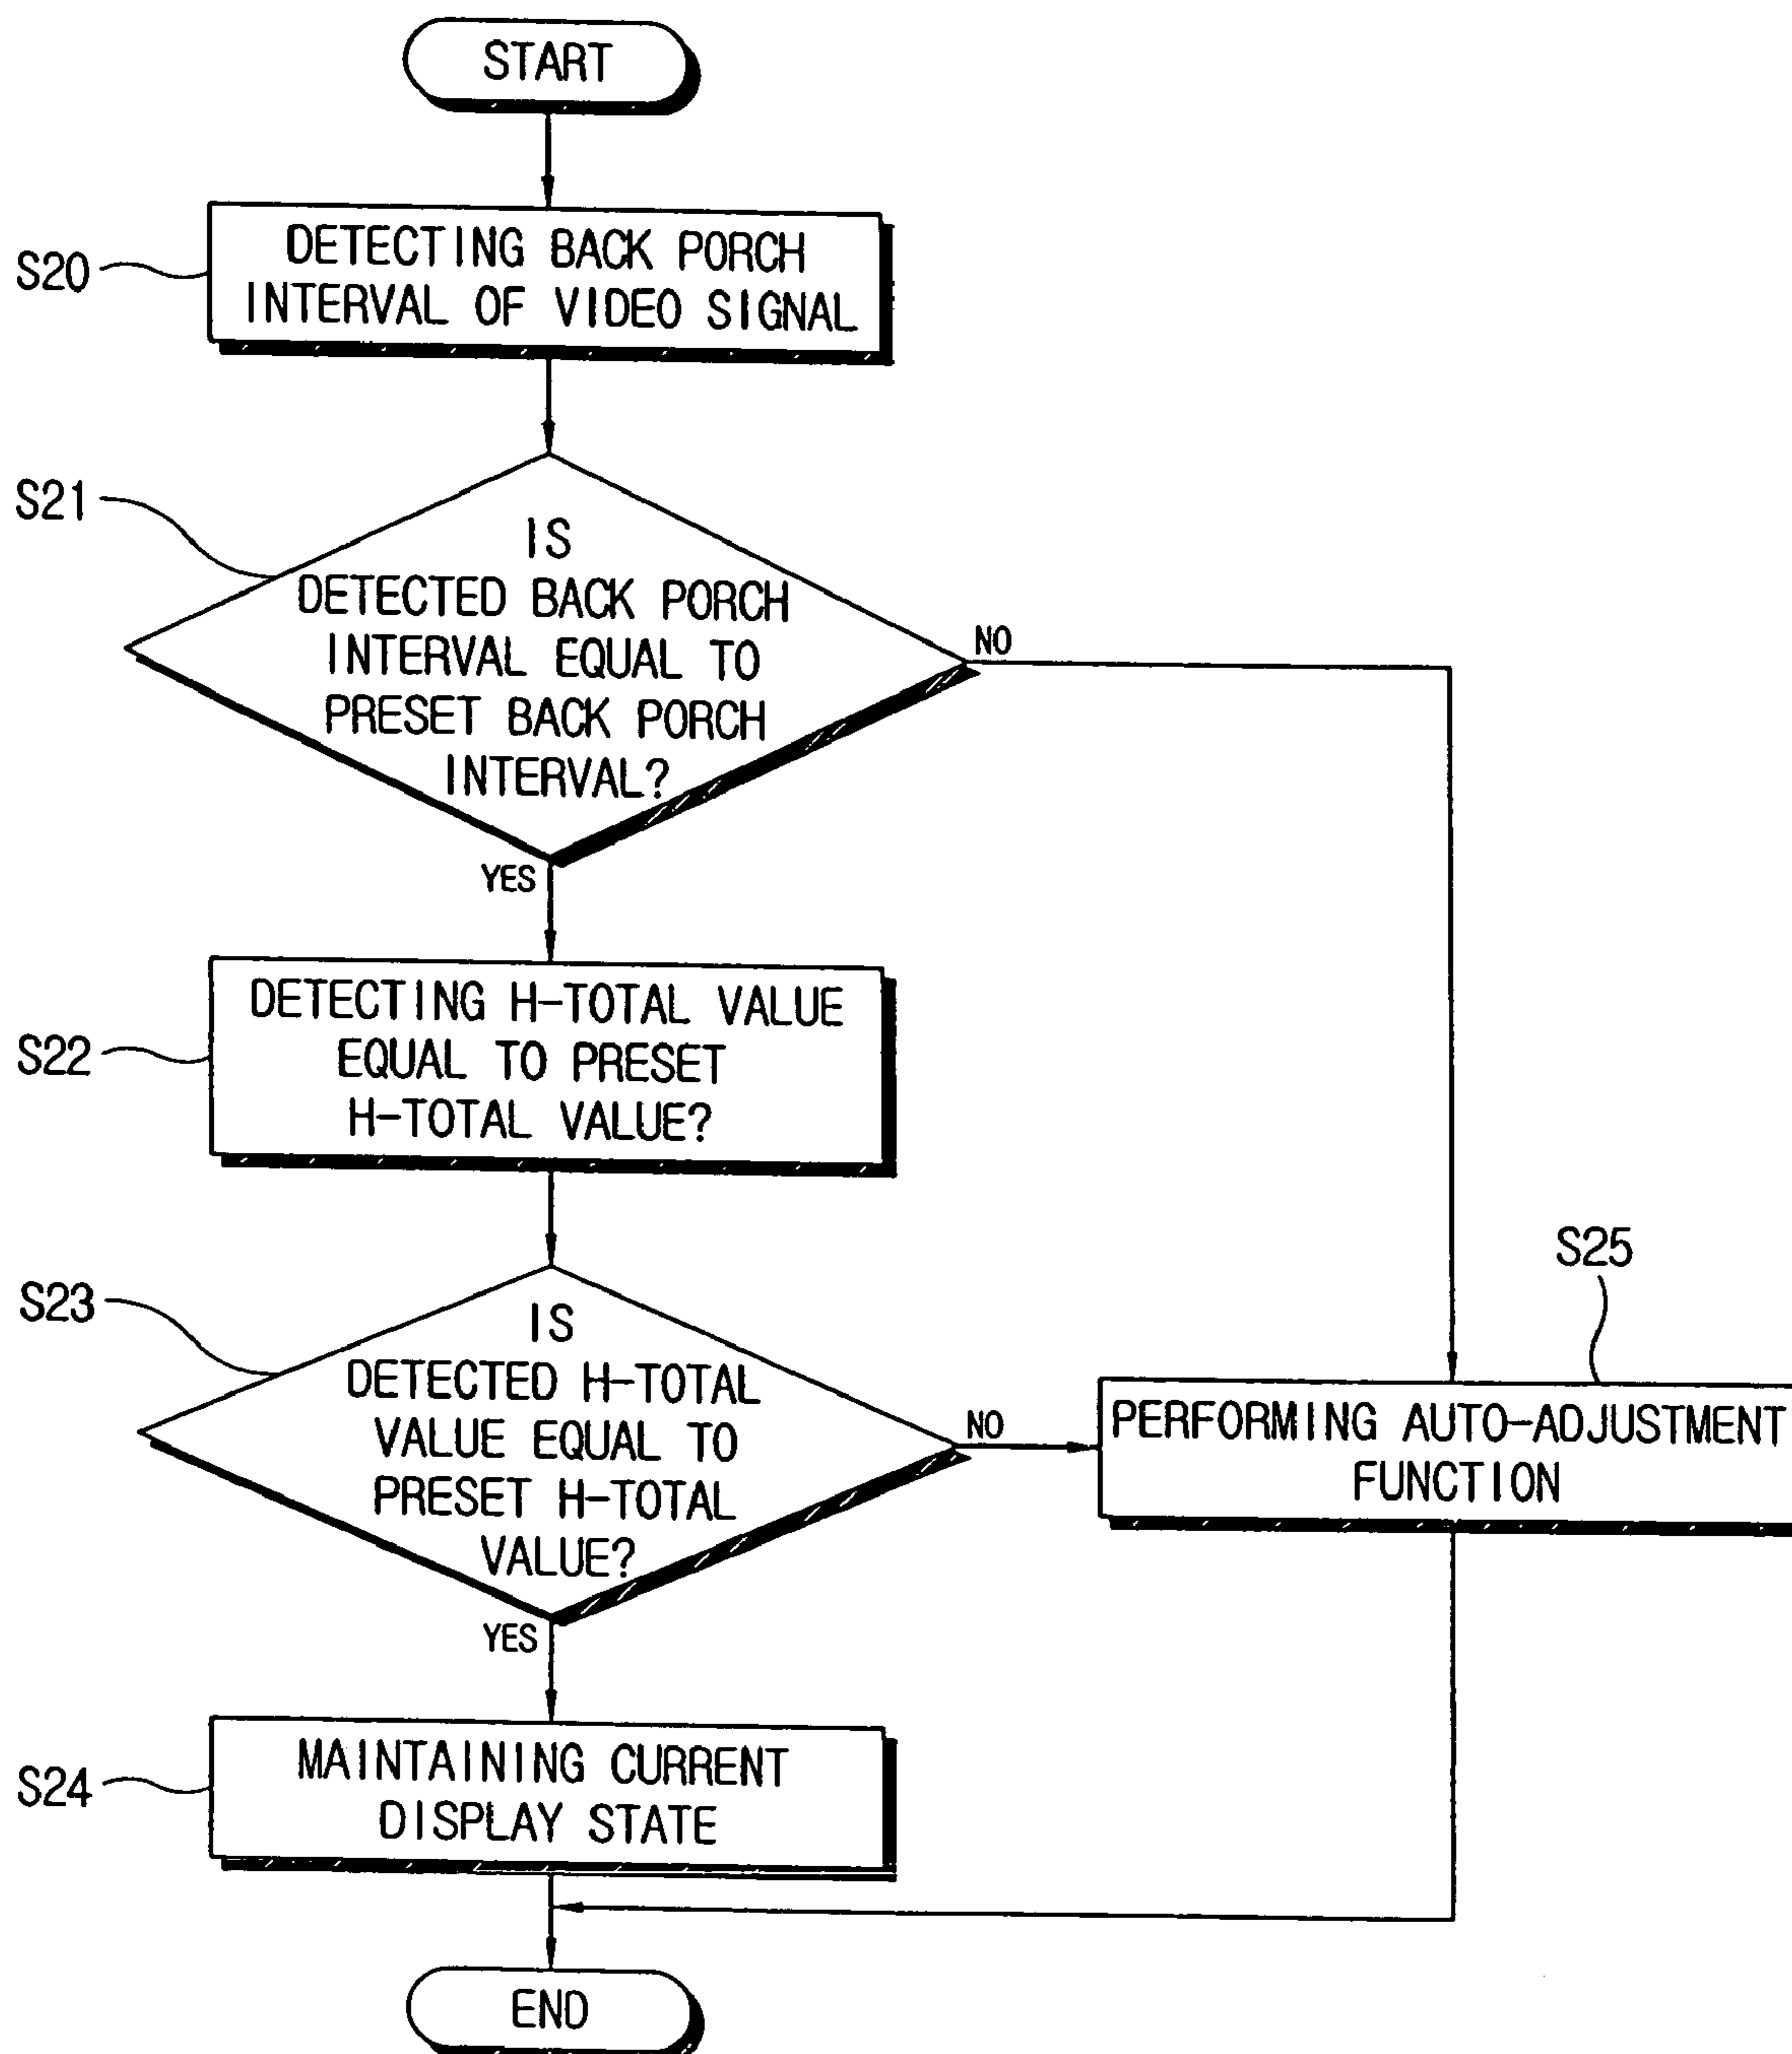 START
S20
DETECTING BACK PORCH
INTERVAL OF VIDEO SIGNAL
S21
IS
DETECTED BACK PORCH
INTERVAL EQUAL TO
PRESET BACK PORCH
INTERVAL?
NO
YES
S22
DETECTING H-TOTAL VALUE
EQUAL TO PRESET
H-TOTAL VALUE?
S23
IS
DETECTED H-TOTAL
VALUE EQUAL TO
PRESET H-TOTAL
VALUE?
NO
YES
S25
PERFORMING AUTO-ADJUSTMENT
FUNCTION
S24
MAINTAINING CURRENT
DISPLAY STATE
END